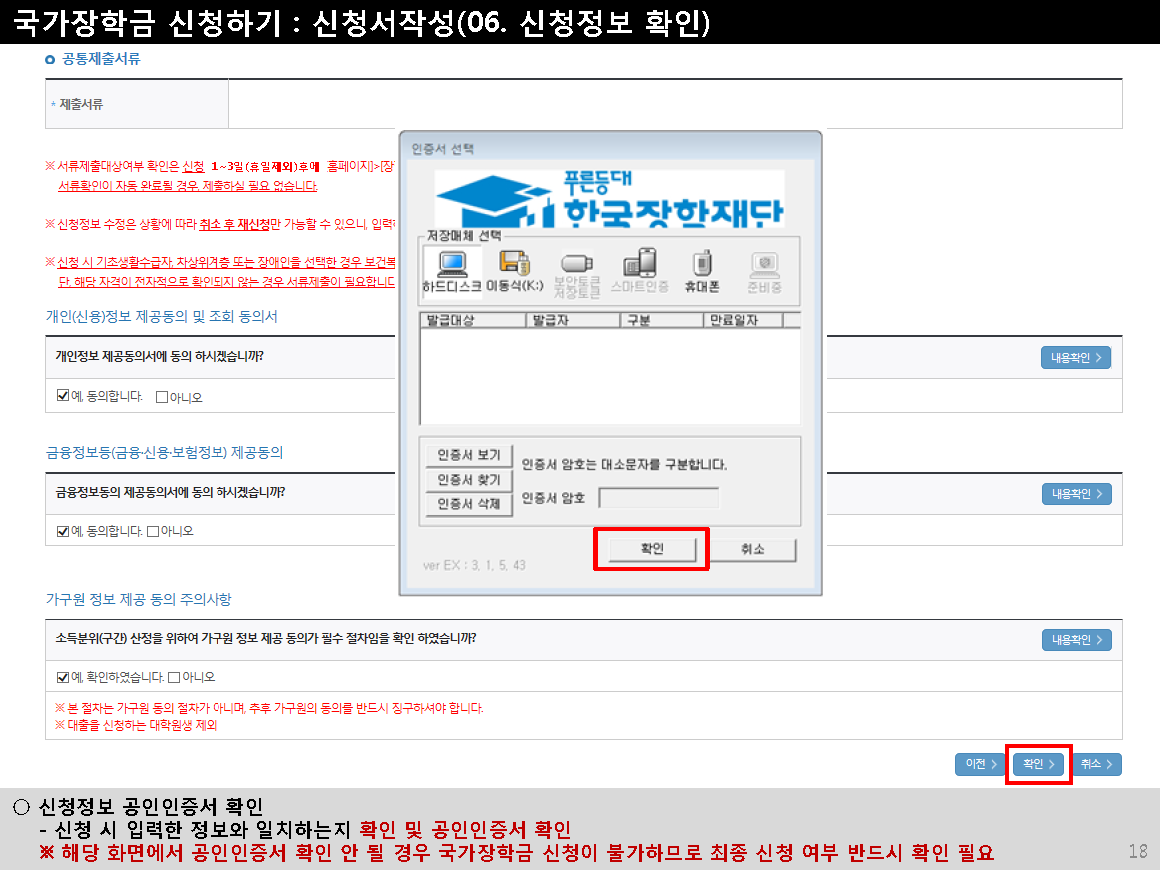 국가장학금 신청하기 : 신청서작성(06. 신청정보 확인)
공통제출서류
* 제출서류
※ 서류제출대상여부 확인은 신청 1~3일(휴일제외)후에 홈페이지]>[장
서류확인이 자동 완료될 경우, 제출하실 필요 없습니다.
※ 신청정보 수정은 상황에 따라 취소 후 재신청만 가능할 수 있으니, 입력
※ 신청 시 기초생활수급자, 차상위계층 또는 장애인을 선택한 경우 보건복
단, 해당 자격이 전자적으로 확인되지 않는 경우 서류제출이 필요합니다
인증서 선택
푸른등대
한국장학재단
저장매체 선택
하드디스크 이동식(K:) 보안토큰 저장토큰 스마트인증 휴대폰 준비중
발급대상 발급자 구분 만료일자
인증서 보기
인증서 찾기
인증서 삭제
인증서 암호는 대소문자를 구분합니다.
인증서 암호
확인 취소
ver EX : 3, 1, 5, 43
개인(신용)정보 제공동의 및 조회 동의서
개인정보 제공동의서에 동의 하시겠습니까? 내용확인 >
예, 동의합니다. 아니오
금융정보등(금융·신용·보험정보) 제공동의
금융정보등의 제공동의서에 동의 하시겠습니까? 내용확인 >
예, 동의합니다. 아니오
가구원 정보 제공 동의 주의사항
소득분위(구간) 산정을 위하여 가구원 정보 제공 동의가 필수 절차임을 확인 하였습니까? 내용확인 >
예, 확인하였습니다. 아니오
※ 본 절차는 가구원 동의 절차가 아니며, 추후 가구원의 동의를 반드시 징구하셔야 합니다.
※ 대출을 신청하는 대학원생 제외
이전 > 확인 > 취소 >
○ 신청정보 공인인증서 확인
- 신청 시 입력한 정보와 일치하는지 확인 및 공인인증서 확인
※ 해당 화면에서 공인인증서 확인 안 될 경우 국가장학금 신청이 불가하므로 최종 신청 여부 반드시 확인 필요
18